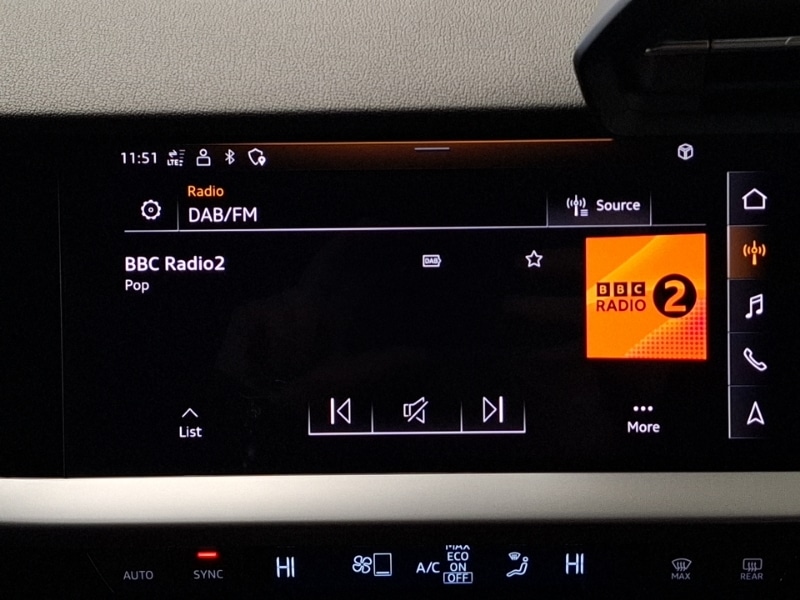 11:51 LTE
Radio
DAB/FM
Source
BBC Radio2
DAB
Pop
BBC
RADIO 2
List
More
AUTO
SYNC
HI
A/C
MAX
ECO
ON
OFF
HI
MAX
REAR